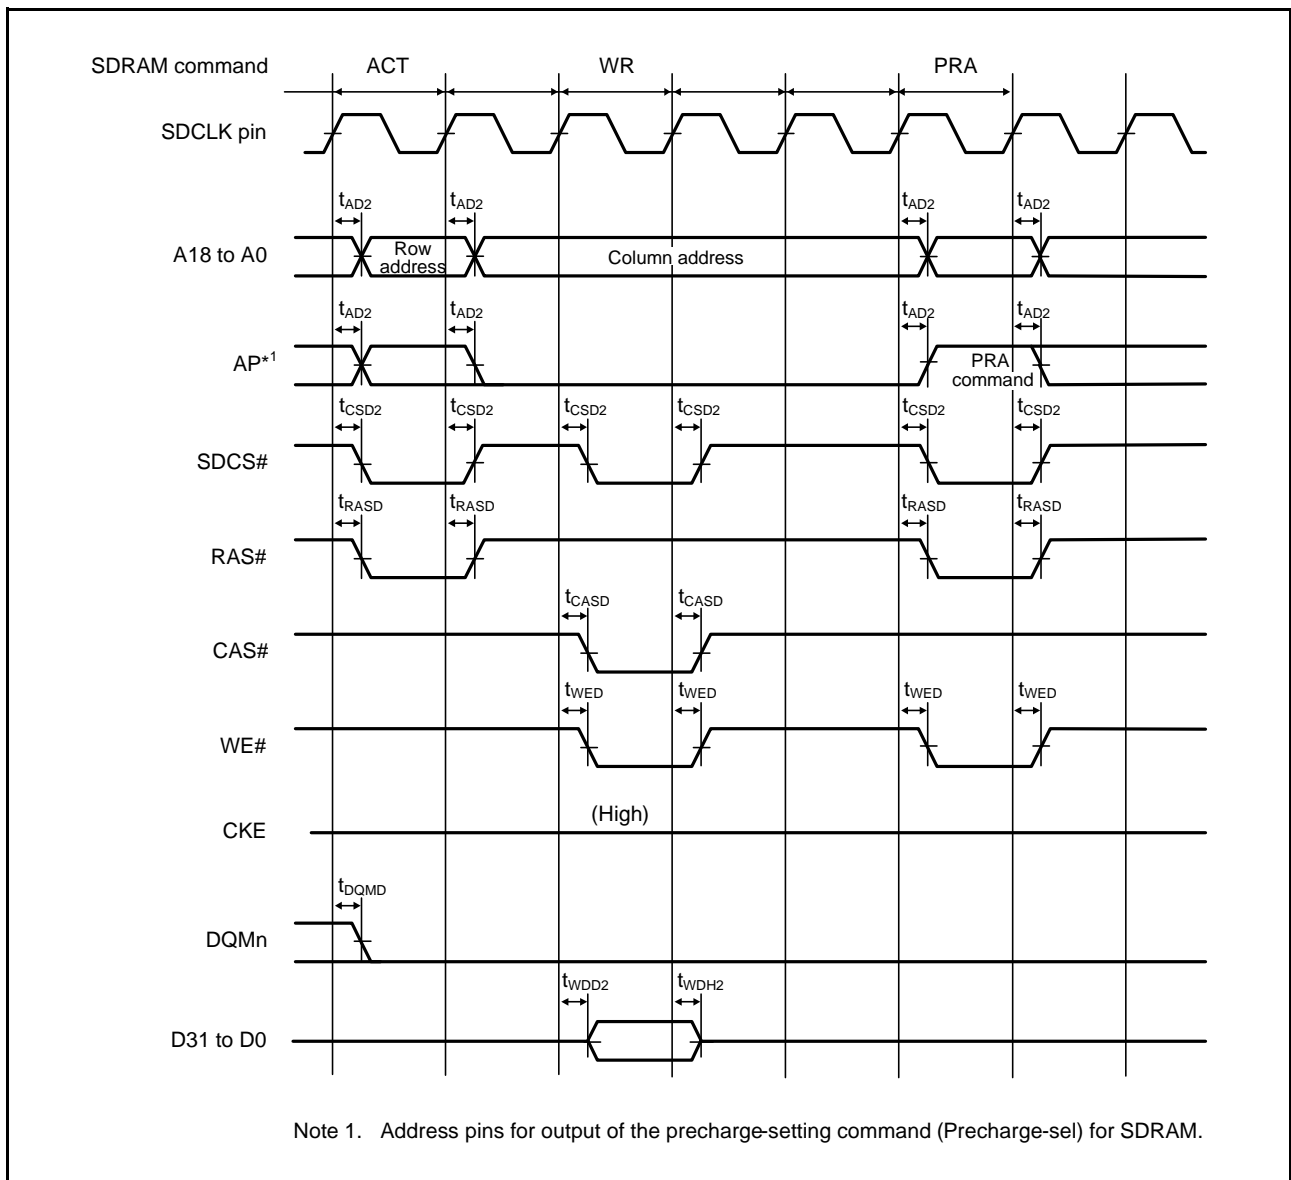 SDRAM command ACT WR PRA
SDCLK pin
tAD2 tAD2 tAD2 tAD2
A18 to A0 Row address Column address
tAD2 tAD2 tAD2 tAD2
AP*1 PRA command
tCSD2 tCSD2 tCSD2 tCSD2 tCSD2 tCSD2
SDCS#
tRASD tRASD tRASD tRASD
RAS#
tCASD tCASD
CAS#
tWED tWED tWED tWED
WE#
(High)
CKE
tDQMD
DQMn
tWDD2 tWDH2
D31 to D0
Note 1. Address pins for output of the precharge-setting command (Precharge-sel) for SDRAM.